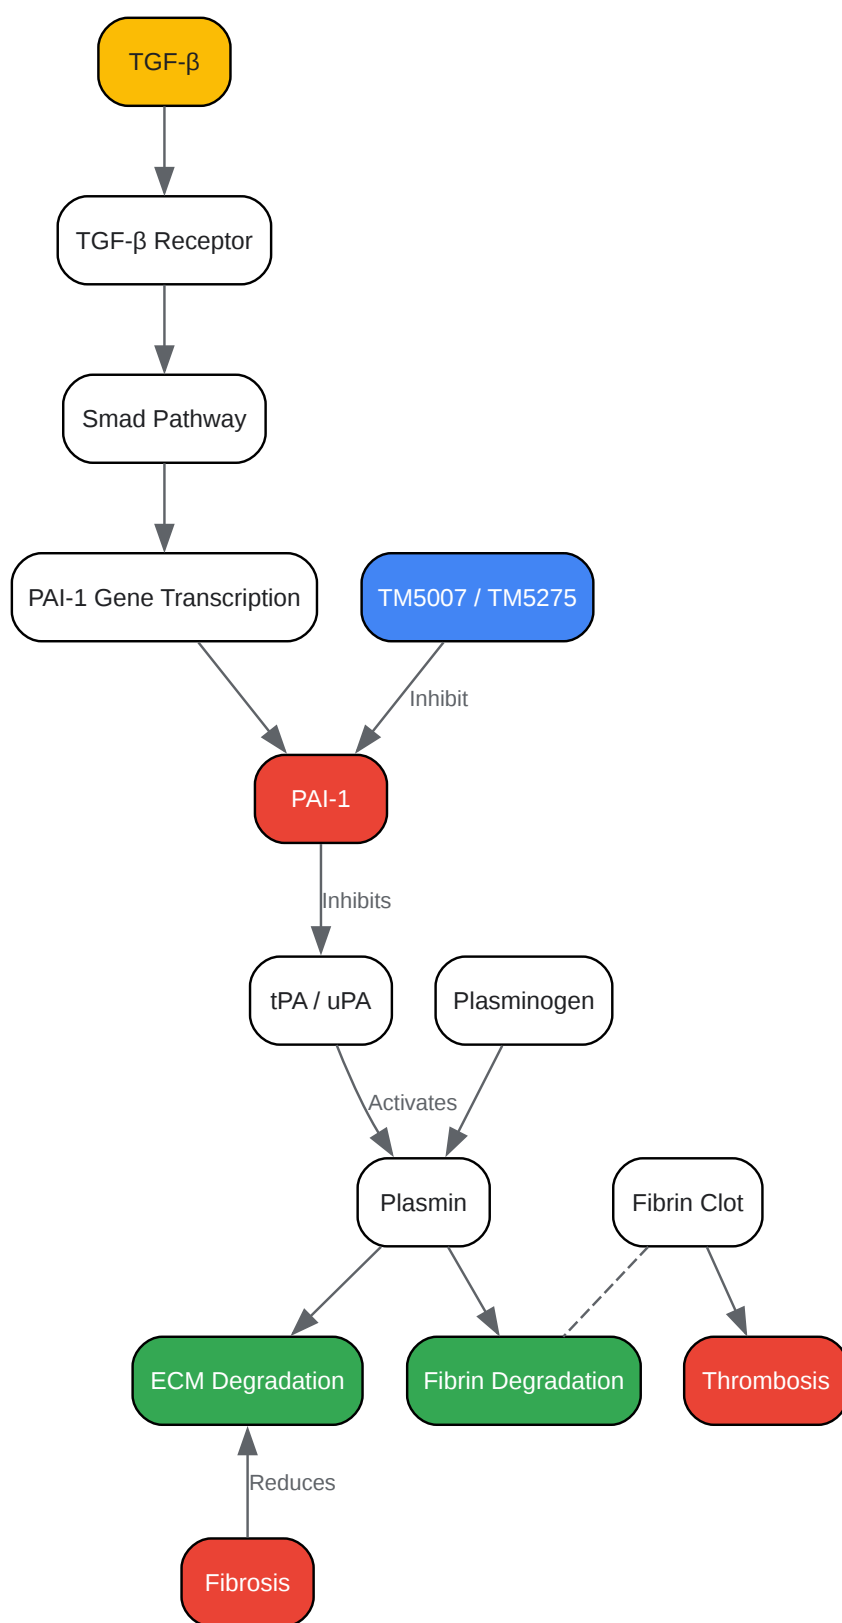 TGF-β
TGF-β Receptor
Smad Pathway
PAI-1 Gene Transcription
TM5007 / TM5275
Inhibit
PAI-1
Inhibits
tPA / uPA
Plasminogen
Activates
Plasmin
Fibrin Clot
ECM Degradation
Fibrin Degradation
Thrombosis
Reduces
Fibrosis